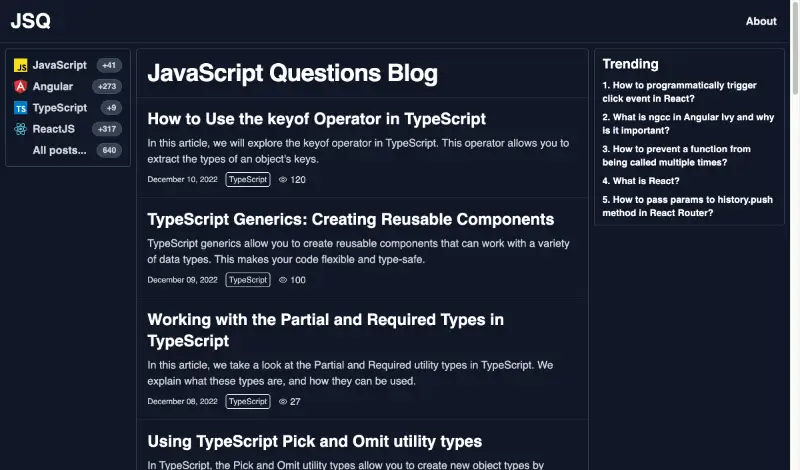 JSQ
About
JS
JavaScript
+41
Angular
+273
TS
TypeScript
+9
ReactJS
+317
All posts...
640
JavaScript Questions Blog
How to Use the keyof Operator in TypeScript
In this article, we will explore the keyof operator in TypeScript. This operator allows you to
extract the types of an object's keys.
December 10, 2022 TypeScript 120
TypeScript Generics: Creating Reusable Components
TypeScript generics allow you to create reusable components that can work with a variety
of data types. This makes your code flexible and type-safe.
December 09, 2022 TypeScript 100
Working with the Partial and Required Types in
TypeScript
In this article, we take a look at the Partial and Required utility types in TypeScript. We
explain what these types are, and how they can be used.
December 08, 2022 TypeScript 27
Using TypeScript Pick and Omit utility types
In TypeScript, the Pick and Omit utility types allow you to create new object types by
Trending
1. How to programmatically trigger
click event in React?
2. What is ngcc in Angular Ivy and why
is it important?
3. How to prevent a function from
being called multiple times?
4. What is React?
5. How to pass params to history.push
method in React Router?